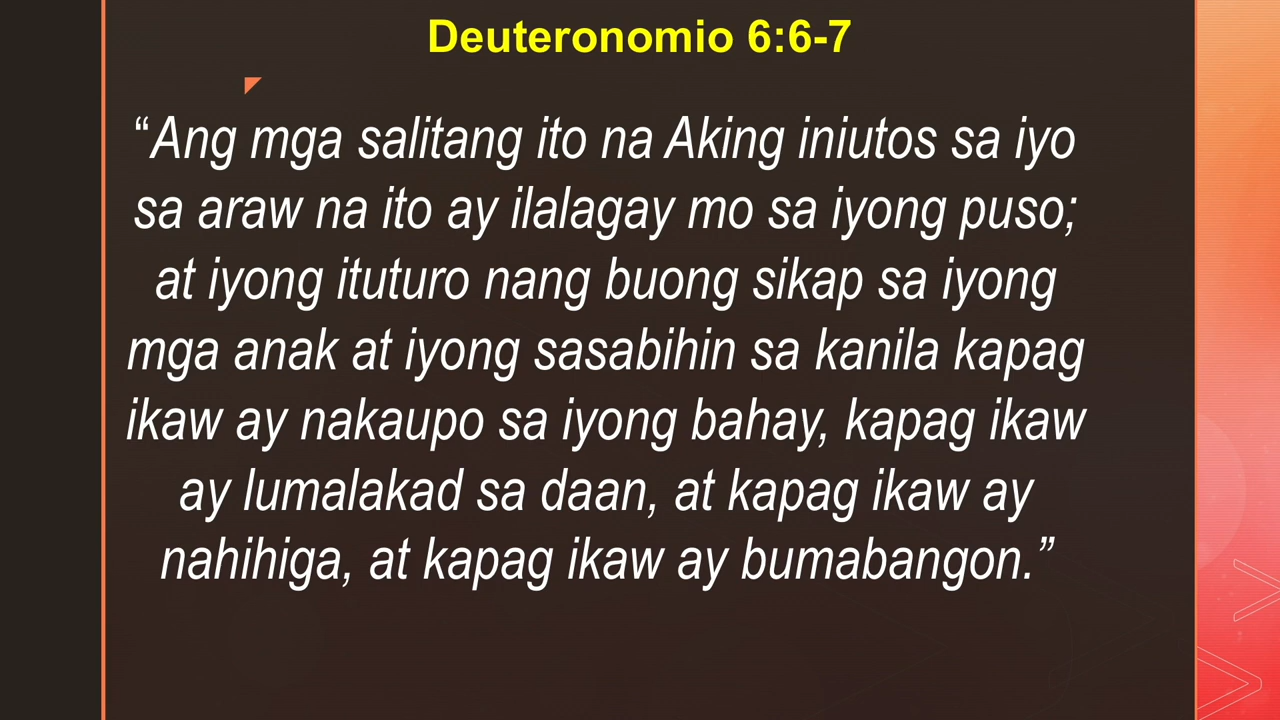 Deuteronomio 6:6-7
“Ang mga salitang ito na Aking iniutos sa iyo
sa araw na ito ay ilalagay mo sa iyong puso;
at iyong ituturo nang buong sikap sa iyong
mga anak at iyong sasabihin sa kanila kapag
ikaw ay nakaupo sa iyong bahay, kapag ikaw
ay lumalakad sa daan, at kapag ikaw ay
nahihiga, at kapag ikaw ay bumabangon.”